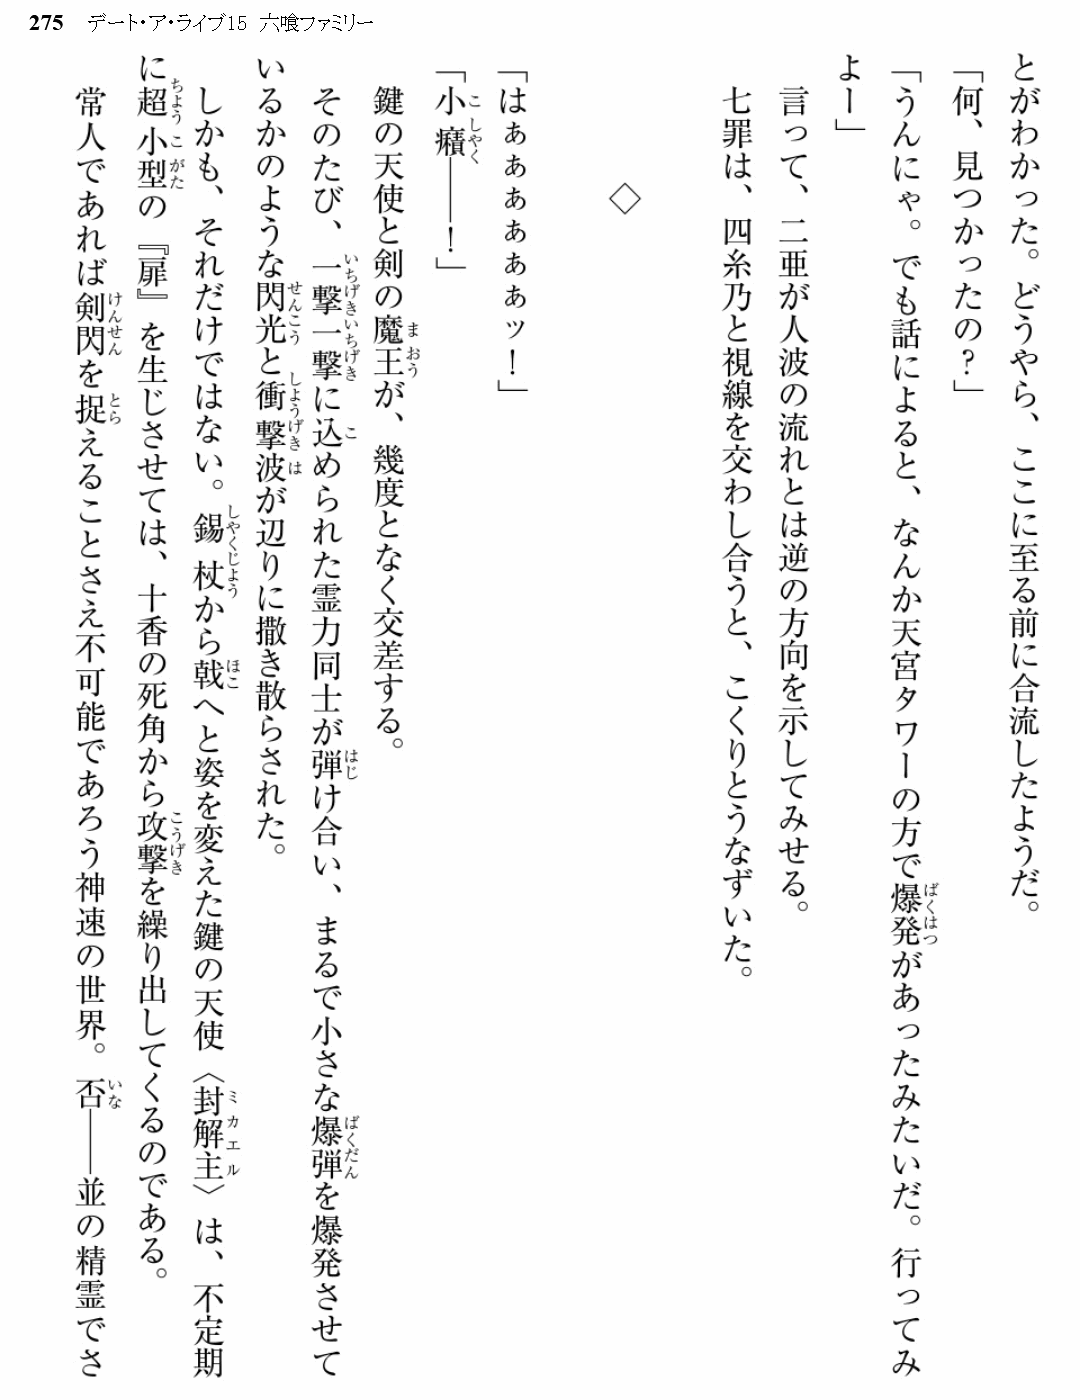 275　デート・ア・ライブ15　六喰ファミリー
とがわかった。どうやら、ここに至る前に合流したようだ。
「何、見つかったの？」
「うんにゃ。でも話によると、なんか天宮タワーの方で爆発があったみたいだ。行ってみ
よー」
　言って、二亜が人波の流れとは逆の方向を示してみせる。
　七罪は、四糸乃と視線を交わし合うと、こくりとうなずいた。
◇
「はぁぁぁぁぁぁッ！」
「小癪――！」
　鍵の天使と剣の魔王が、幾度となく交差する。
　そのたび、一撃一撃に込められた霊力同士が弾け合い、まるで小さな爆弾を爆発させて
いるかのような閃光と衝撃波が辺りに撒き散らされた。
　しかも、それだけではない。錫杖から戟へと姿を変えた鍵の天使〈封解主〉は、不定期
に超小型の『扉』を生じさせては、十香の死角から攻撃を繰り出してくるのである。
　常人であれば剣閃を捉えることさえ不可能であろう神速の世界。否――並の精霊でさ